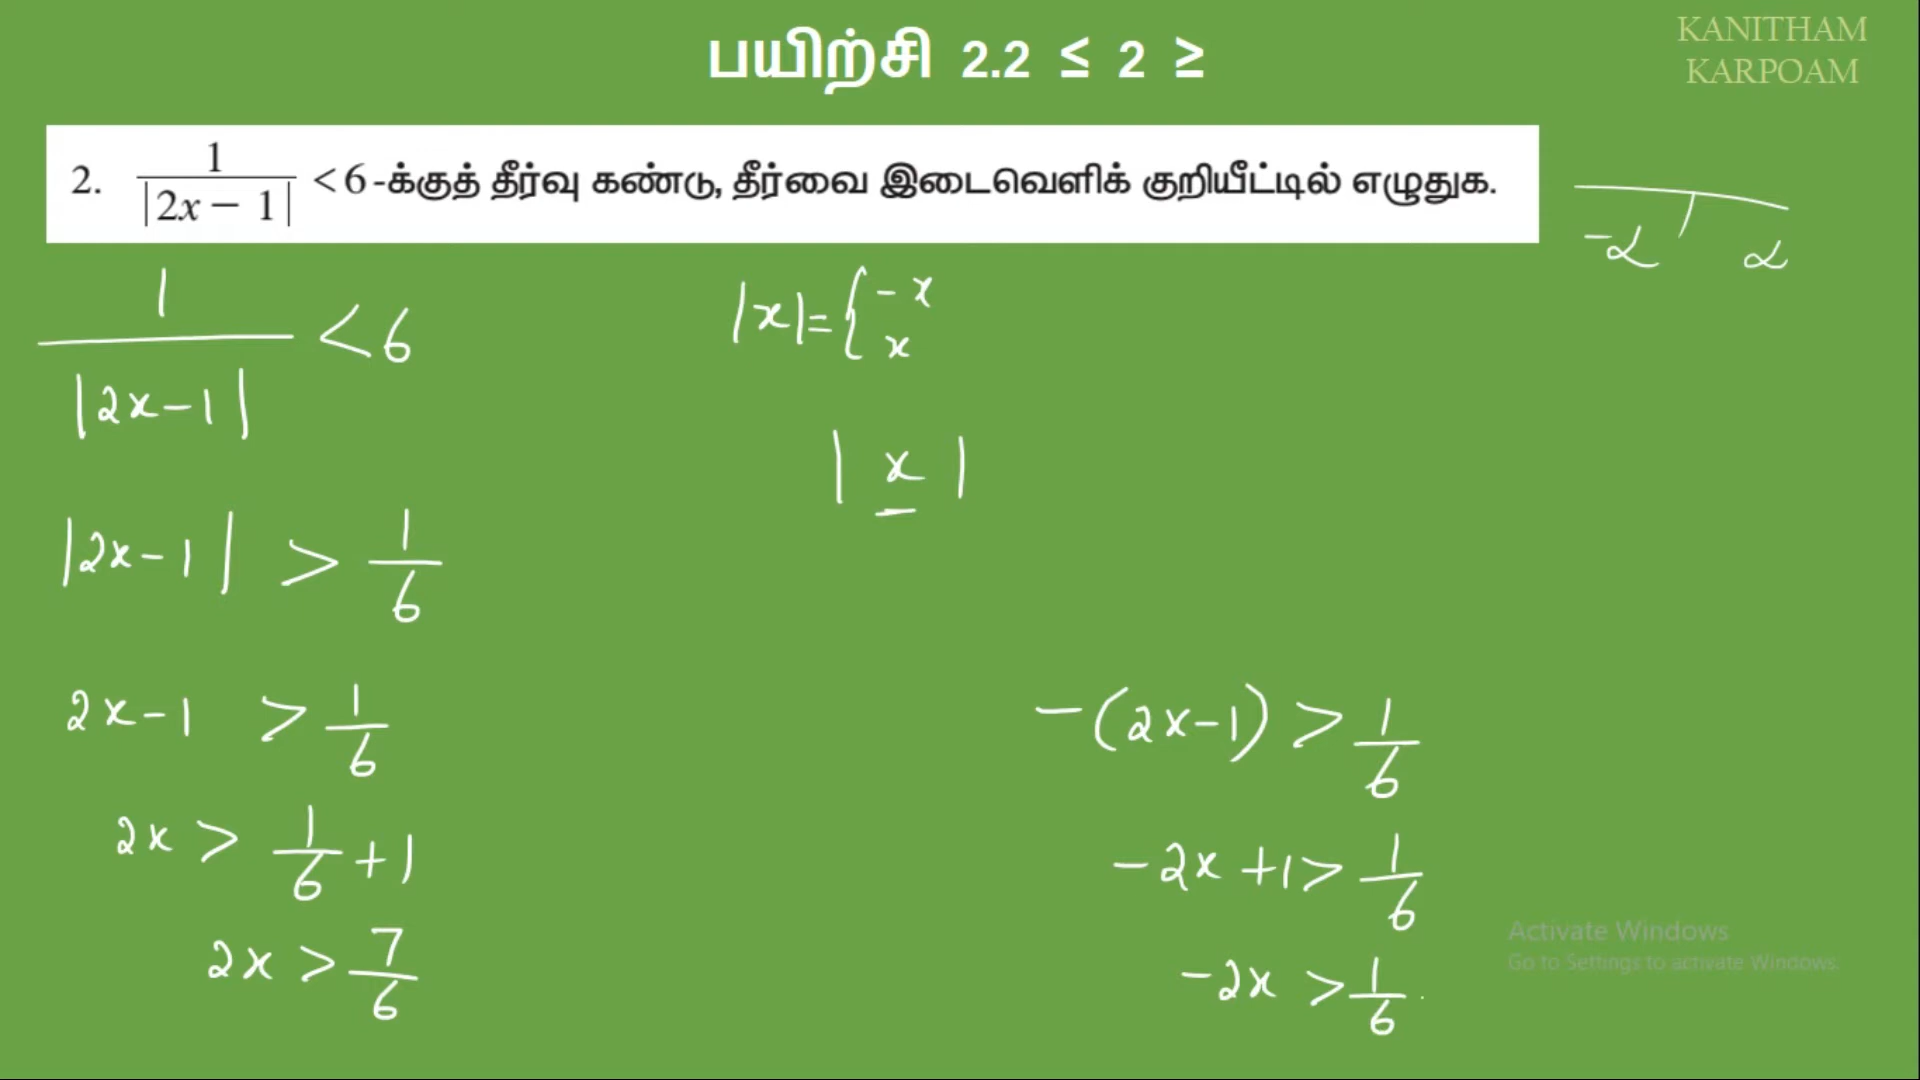 பயிற்சி 2.2 ≤ 2 ≥
KANITHAM
KARPOAM
2. 1/|2x − 1| < 6 -க்குத் தீர்வு கண்டு, தீர்வை இடைவெளிக் குறியீட்டில் எழுதுக.
-α α
1/|2x-1| < 6
|x| = { -x
x
|x|
|2x-1| > 1/6
2x-1 > 1/6
-(2x-1) > 1/6
2x > 1/6 + 1
-2x + 1 > 1/6
2x > 7/6
-2x > 1/6
Activate Windows
Go to Settings to activate Windows.